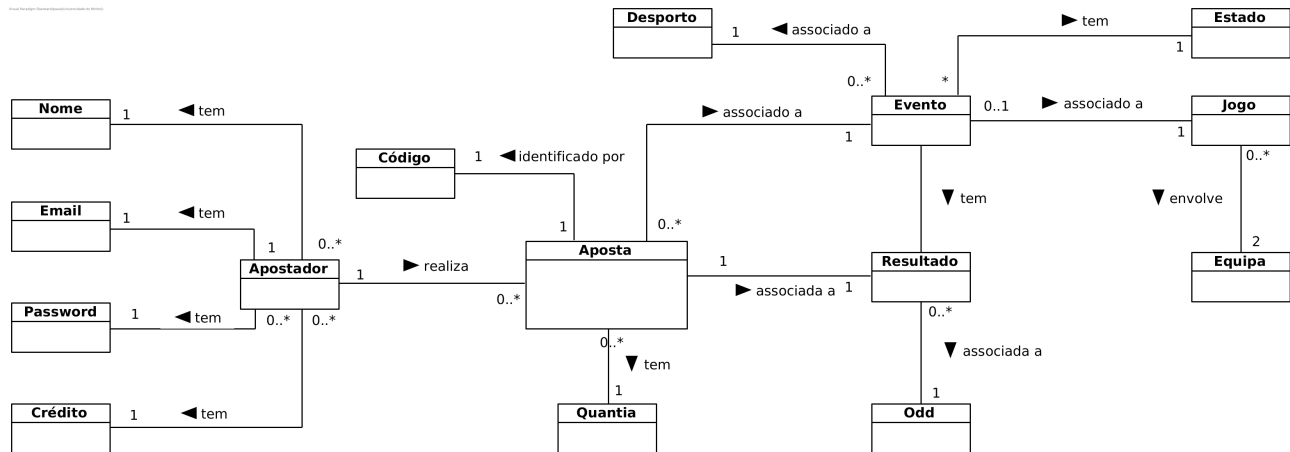 Desporto
1
◄ associado a
► tem
Estado
1
0..*
*
Nome
1
◄ tem
Evento
0..1
► associado a
1
Jogo
► associado a
1
0..*
Código
1
◄ identificado por
▼ tem
▼ envolve
Email
1
◄ tem
1
0..*
1
0..*
2
Apostador
1
► realiza
0..*
Aposta
1
► associada a
1
Resultado
Equipa
Password
1
◄ tem
0..*
0..*
0..*
▼ tem
1
0..*
▼ associada a
1
Crédito
1
◄ tem
Quantia
Odd